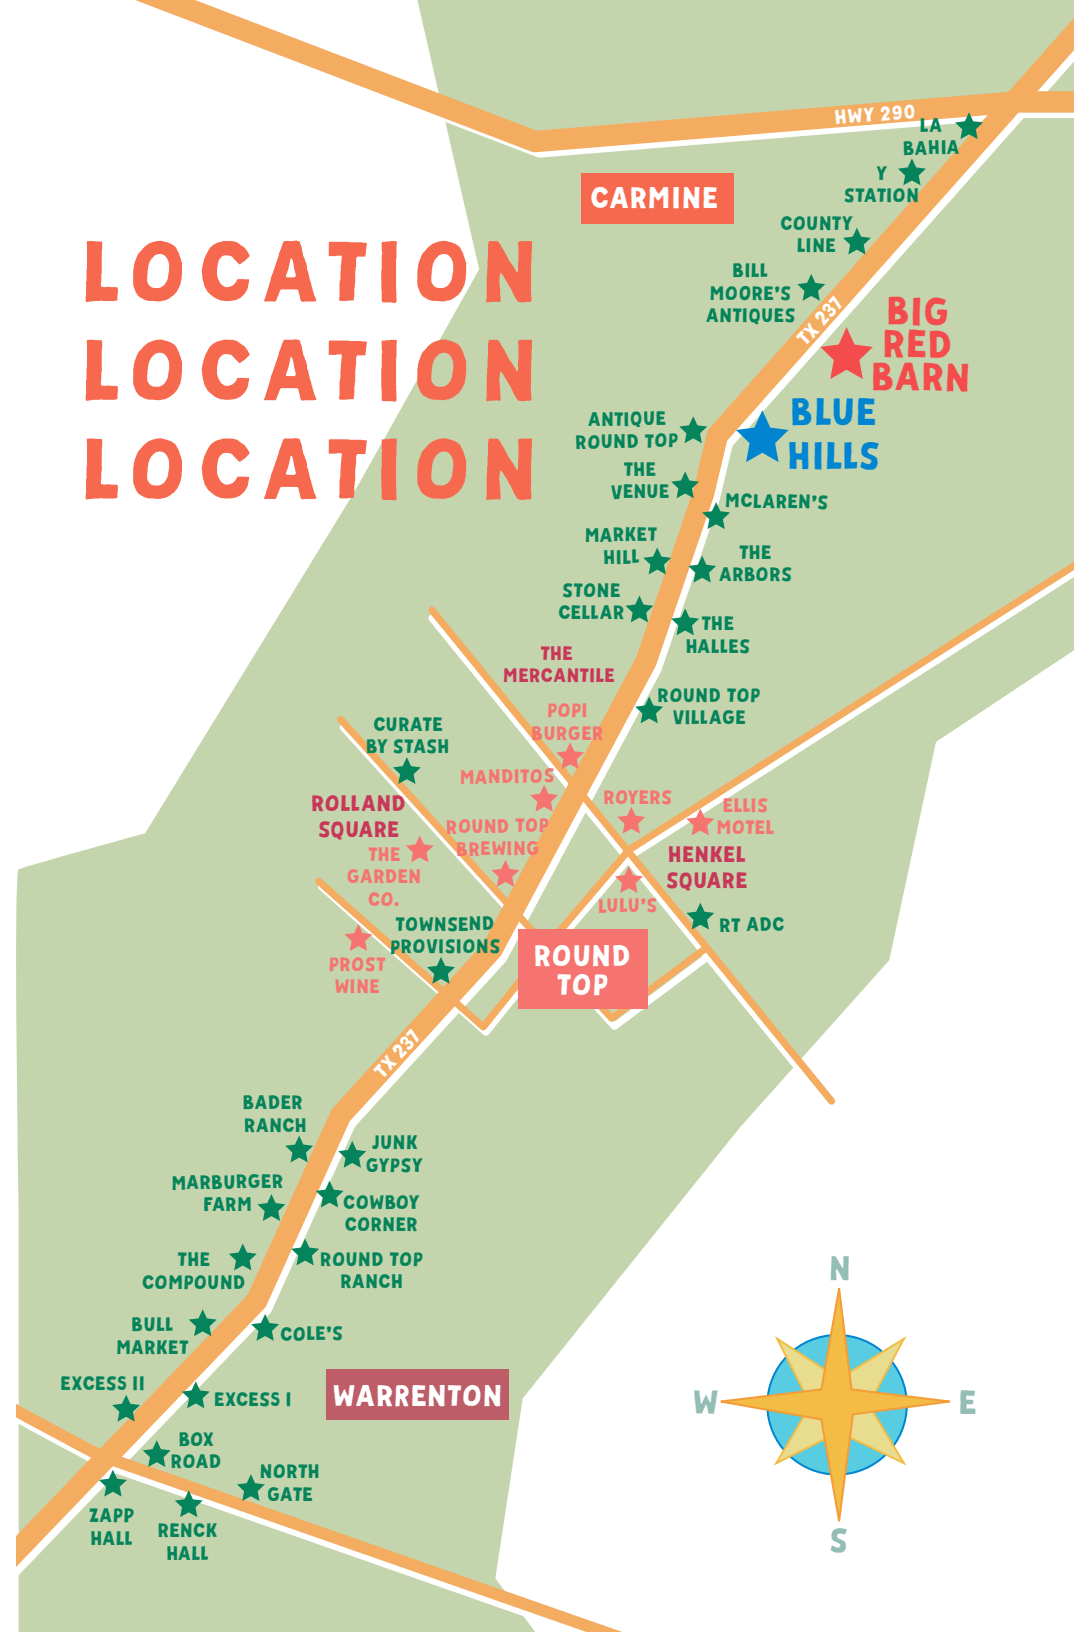 HWY 290
LA
BAHIA
Y
STATION
CARMINE
COUNTY
LINE
LOCATION
LOCATION
LOCATION
BILL
MOORE'S
ANTIQUES
TX 237
BIG
RED
BARN
BLUE
HILLS
ANTIQUE
ROUND TOP
THE
VENUE
MCLAREN'S
MARKET
HILL
THE
ARBORS
STONE
CELLAR
THE
HALLES
THE
MERCANTILE
ROUND TOP
VILLAGE
POPI
BURGER
CURATE
BY STASH
MANDITOS
ROYERS
ELLIS
MOTEL
ROLLAND
SQUARE
ROUND TOP
BREWING
THE
GARDEN
CO.
HENKEL
SQUARE
LULU'S
RT ADC
TOWNSEND
PROVISIONS
PROST
WINE
ROUND
TOP
TX 237
BADER
RANCH
JUNK
GYPSY
MARBURGER
FARM
COWBOY
CORNER
THE
COMPOUND
ROUND TOP
RANCH
BULL
MARKET
COLE'S
EXCESS II
EXCESS I
WARRENTON
BOX
ROAD
NORTH
GATE
ZAPP
HALL
RENCK
HALL
N
W
E
S